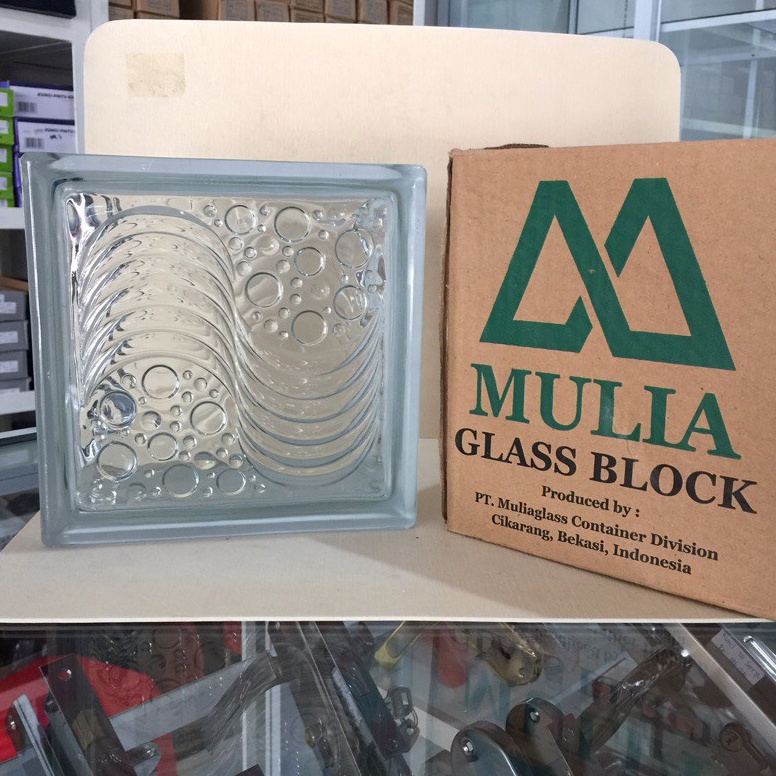 MULIA
GLASS BLOCK
Produced by :
PT. Muliaglass Container Division
Cikarang, Bekasi, Indonesia